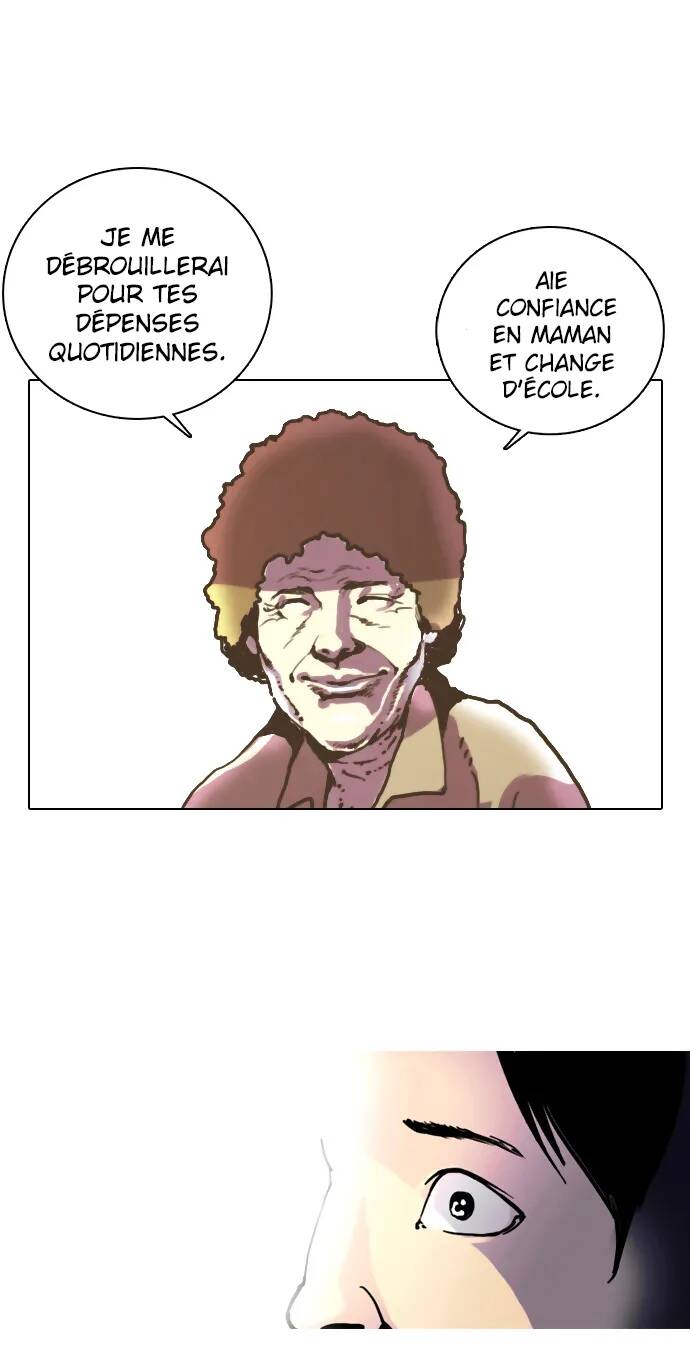 JE ME
DÉBROUILLERAI
POUR TES
DÉPENSES
QUOTIDIENNES.
AIE
CONFIANCE
EN MAMAN
ET CHANGE
D'ÉCOLE.